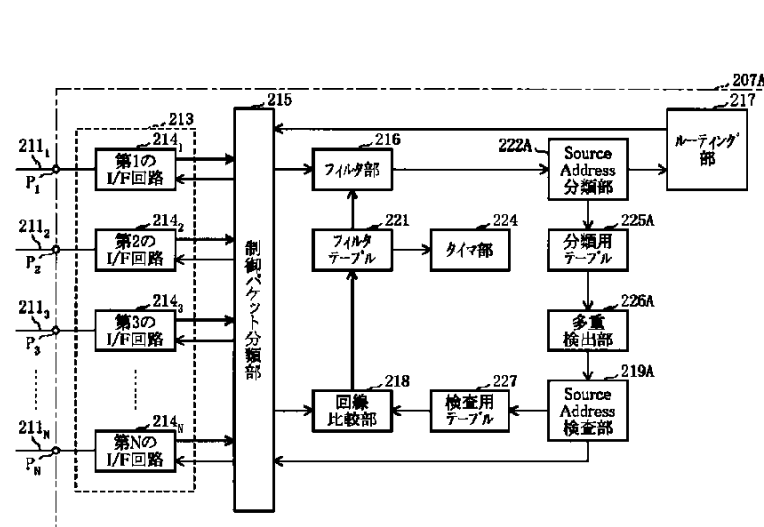 207A
215
217
213
222A
211₁
214₁
216
第1の
I/F回路
フィルタ部
Source
Address
分類部
ルーティング
部
P₁
211₂
214₂
221
224
225A
第2の
I/F回路
フィルタ
テーブル
タイマ部
分類用
テーブル
P₂
制御パケット分類部
211₃
214₃
226A
第3の
I/F回路
多重
検出部
P₃
218
227
219A
回線
比較部
検査用
テーブル
Source
Address
検査部
211N
214N
第Nの
I/F回路
PN